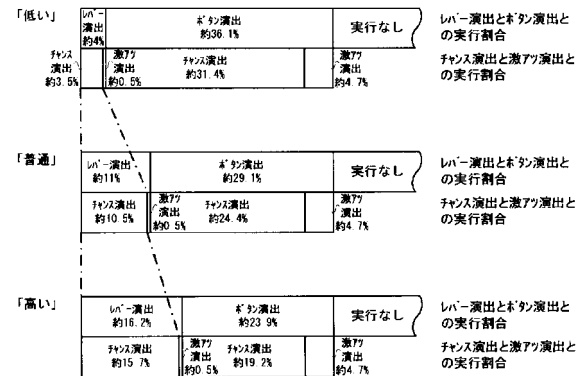 「低い」
ﾚﾊﾞｰ
演出
約4%
ﾎﾞﾀﾝ演出
約36.1%
実行なし
ﾚﾊﾞｰ演出とﾎﾞﾀﾝ演出と
の実行割合
ﾁｬﾝｽ
演出
約3.5%
激ｱﾂ
演出
約0.5%
ﾁｬﾝｽ演出
約31.4%
激ｱﾂ
演出
約4.7%
ﾁｬﾝｽ演出と激ｱﾂ演出と
の実行割合
「普通」
ﾚﾊﾞｰ演出
約11%
ﾎﾞﾀﾝ演出
約29.1%
実行なし
ﾚﾊﾞｰ演出とﾎﾞﾀﾝ演出と
の実行割合
ﾁｬﾝｽ演出
約10.5%
激ｱﾂ
演出
約0.5%
ﾁｬﾝｽ演出
約24.4%
激ｱﾂ
演出
約4.7%
ﾁｬﾝｽ演出と激ｱﾂ演出と
の実行割合
「高い」
ﾚﾊﾞｰ演出
約16.2%
ﾎﾞﾀﾝ演出
約23.9%
実行なし
ﾚﾊﾞｰ演出とﾎﾞﾀﾝ演出と
の実行割合
ﾁｬﾝｽ演出
約15.7%
激ｱﾂ
演出
約0.5%
ﾁｬﾝｽ演出
約19.2%
激ｱﾂ
演出
約4.7%
ﾁｬﾝｽ演出と激ｱﾂ演出と
の実行割合